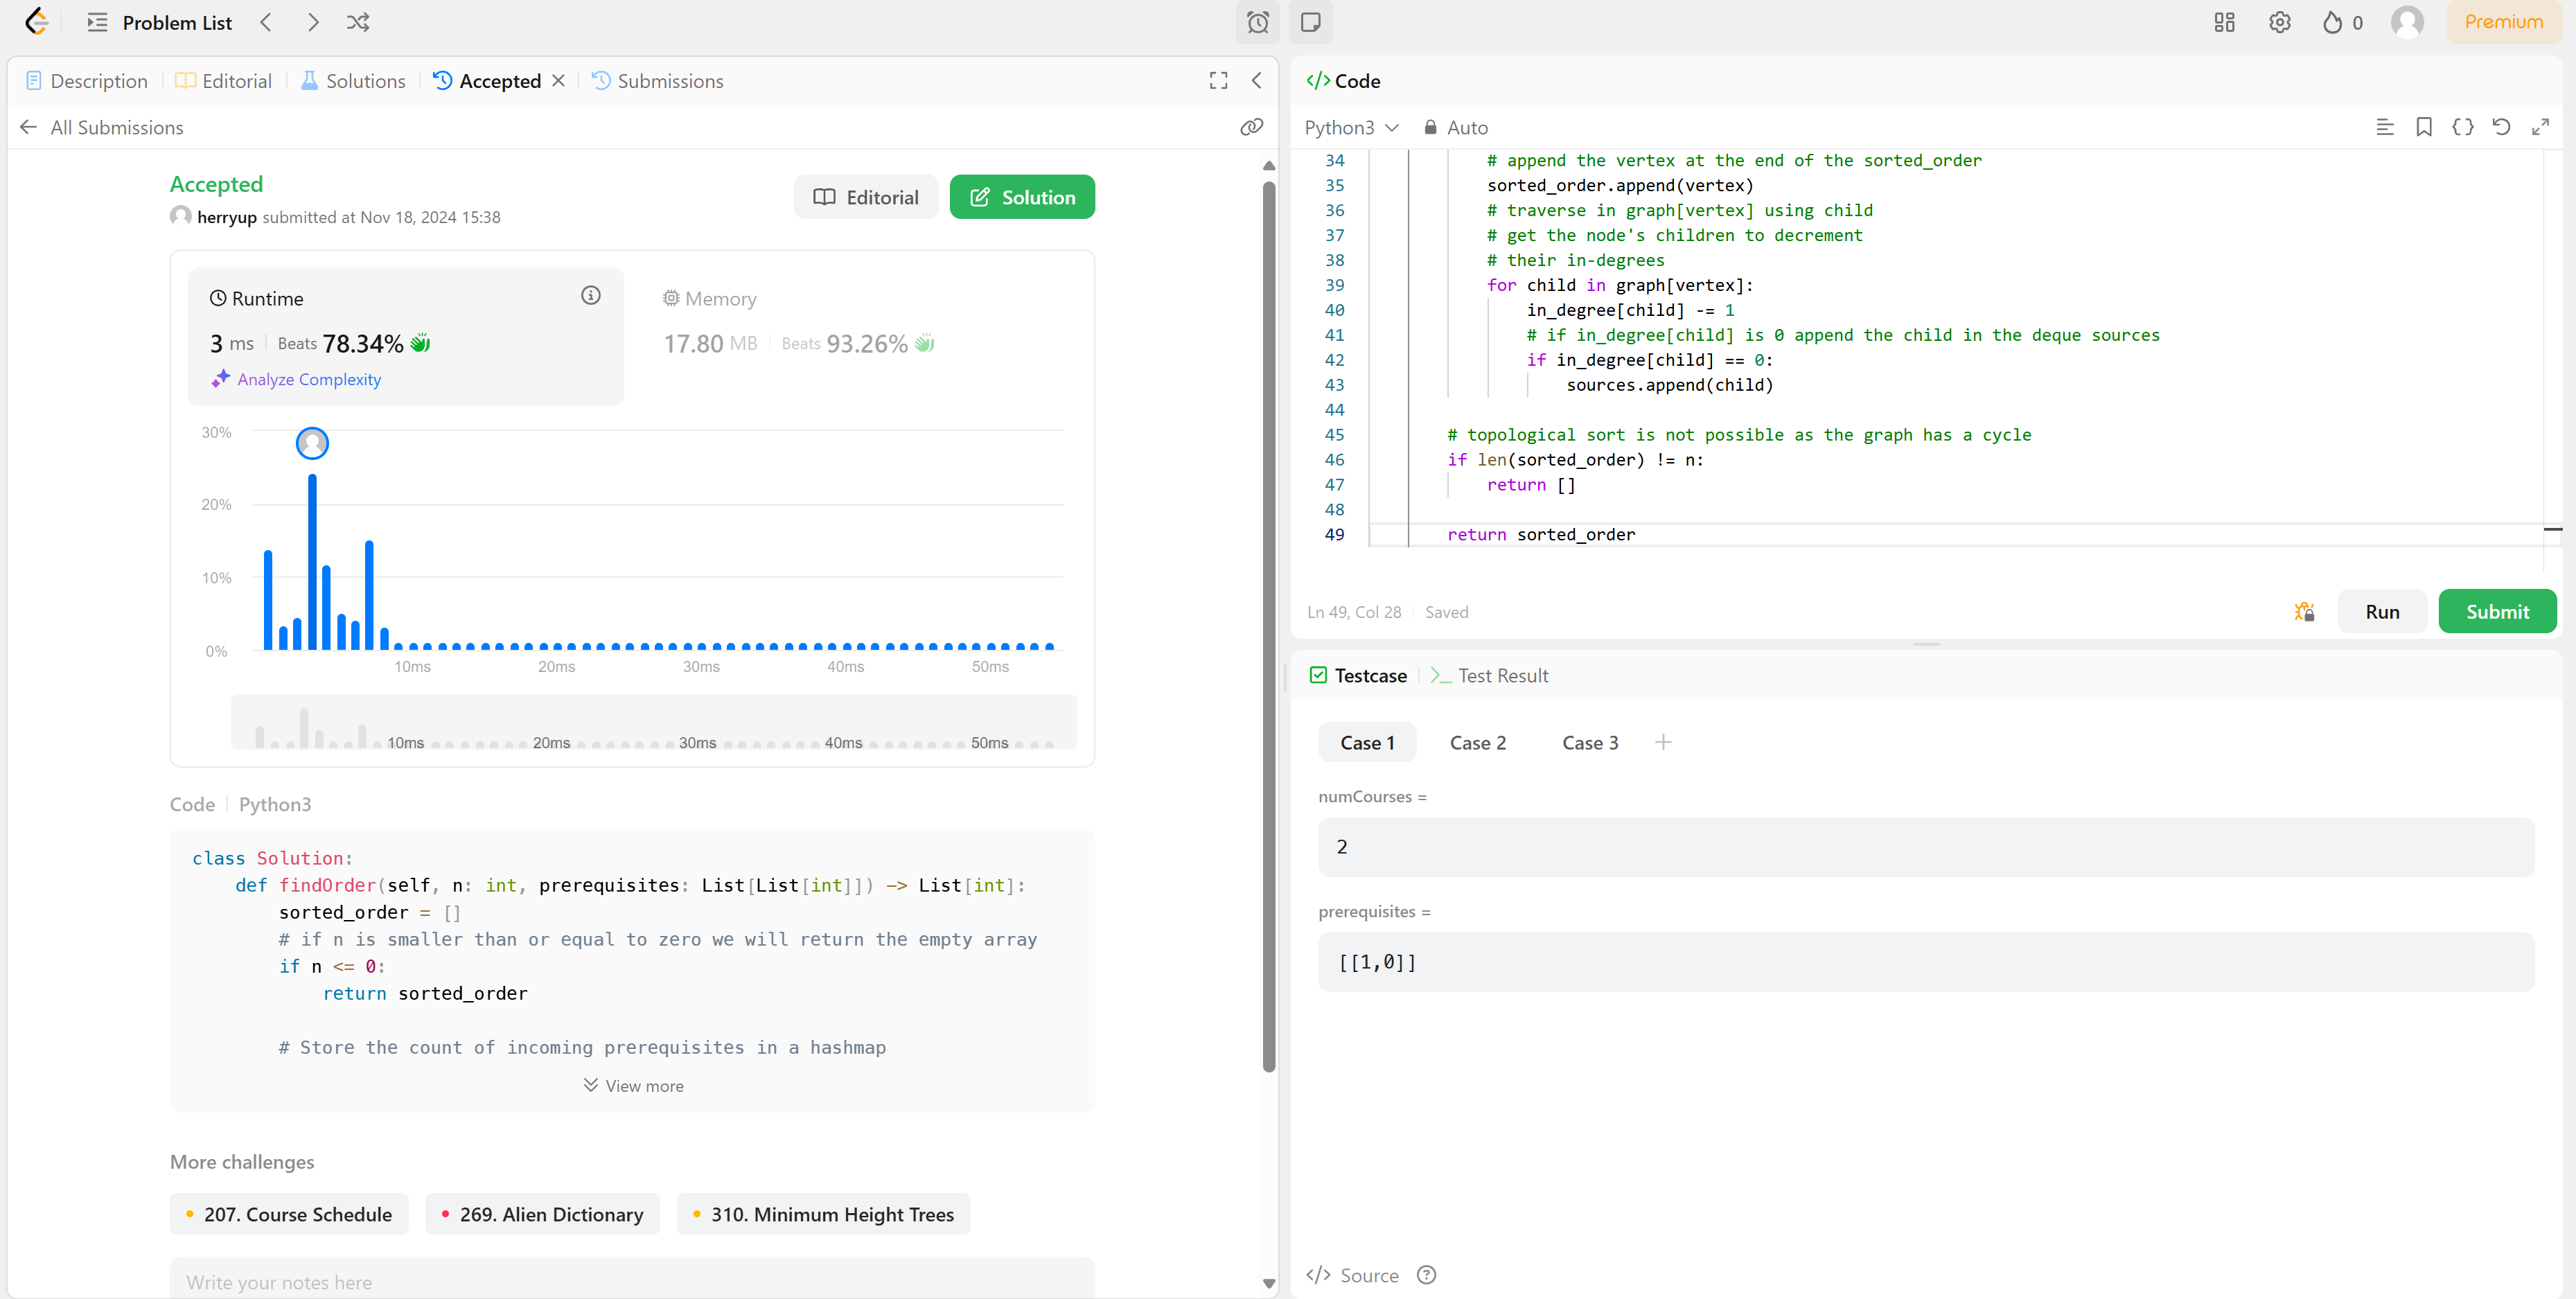 Problem List
0
Premium
Description
Editorial
Solutions
Accepted
Submissions
All Submissions
Accepted
herryup submitted at Nov 18, 2024 15:38
Editorial
Solution
Runtime
3 ms
Beats 78.34%
Analyze Complexity
Memory
17.80 MB
Beats 93.26%
30%
20%
10%
0%
10ms
20ms
30ms
40ms
50ms
10ms
20ms
30ms
40ms
50ms
Code
Python3
class Solution:
    def findOrder(self, n: int, prerequisites: List[List[int]]) -> List[int]:
        sorted_order = []
        # if n is smaller than or equal to zero we will return the empty array
        if n <= 0:
            return sorted_order
        # Store the count of incoming prerequisites in a hashmap
View more
More challenges
207. Course Schedule
269. Alien Dictionary
310. Minimum Height Trees
Write your notes here
</> Code
Python3
Auto
34 # append the vertex at the end of the sorted_order
35 sorted_order.append(vertex)
36 # traverse in graph[vertex] using child
37 # get the node's children to decrement
38 # their in-degrees
39 for child in graph[vertex]:
40 in_degree[child] -= 1
41 # if in_degree[child] is 0 append the child in the deque sources
42 if in_degree[child] == 0:
43 sources.append(child)
44
45 # topological sort is not possible as the graph has a cycle
46 if len(sorted_order) != n:
47 return []
48
49 return sorted_order
Ln 49, Col 28
Saved
Run
Submit
Testcase
Test Result
Case 1
Case 2
Case 3
+
numCourses =
2
prerequisites =
[[1,0]]
</> Source